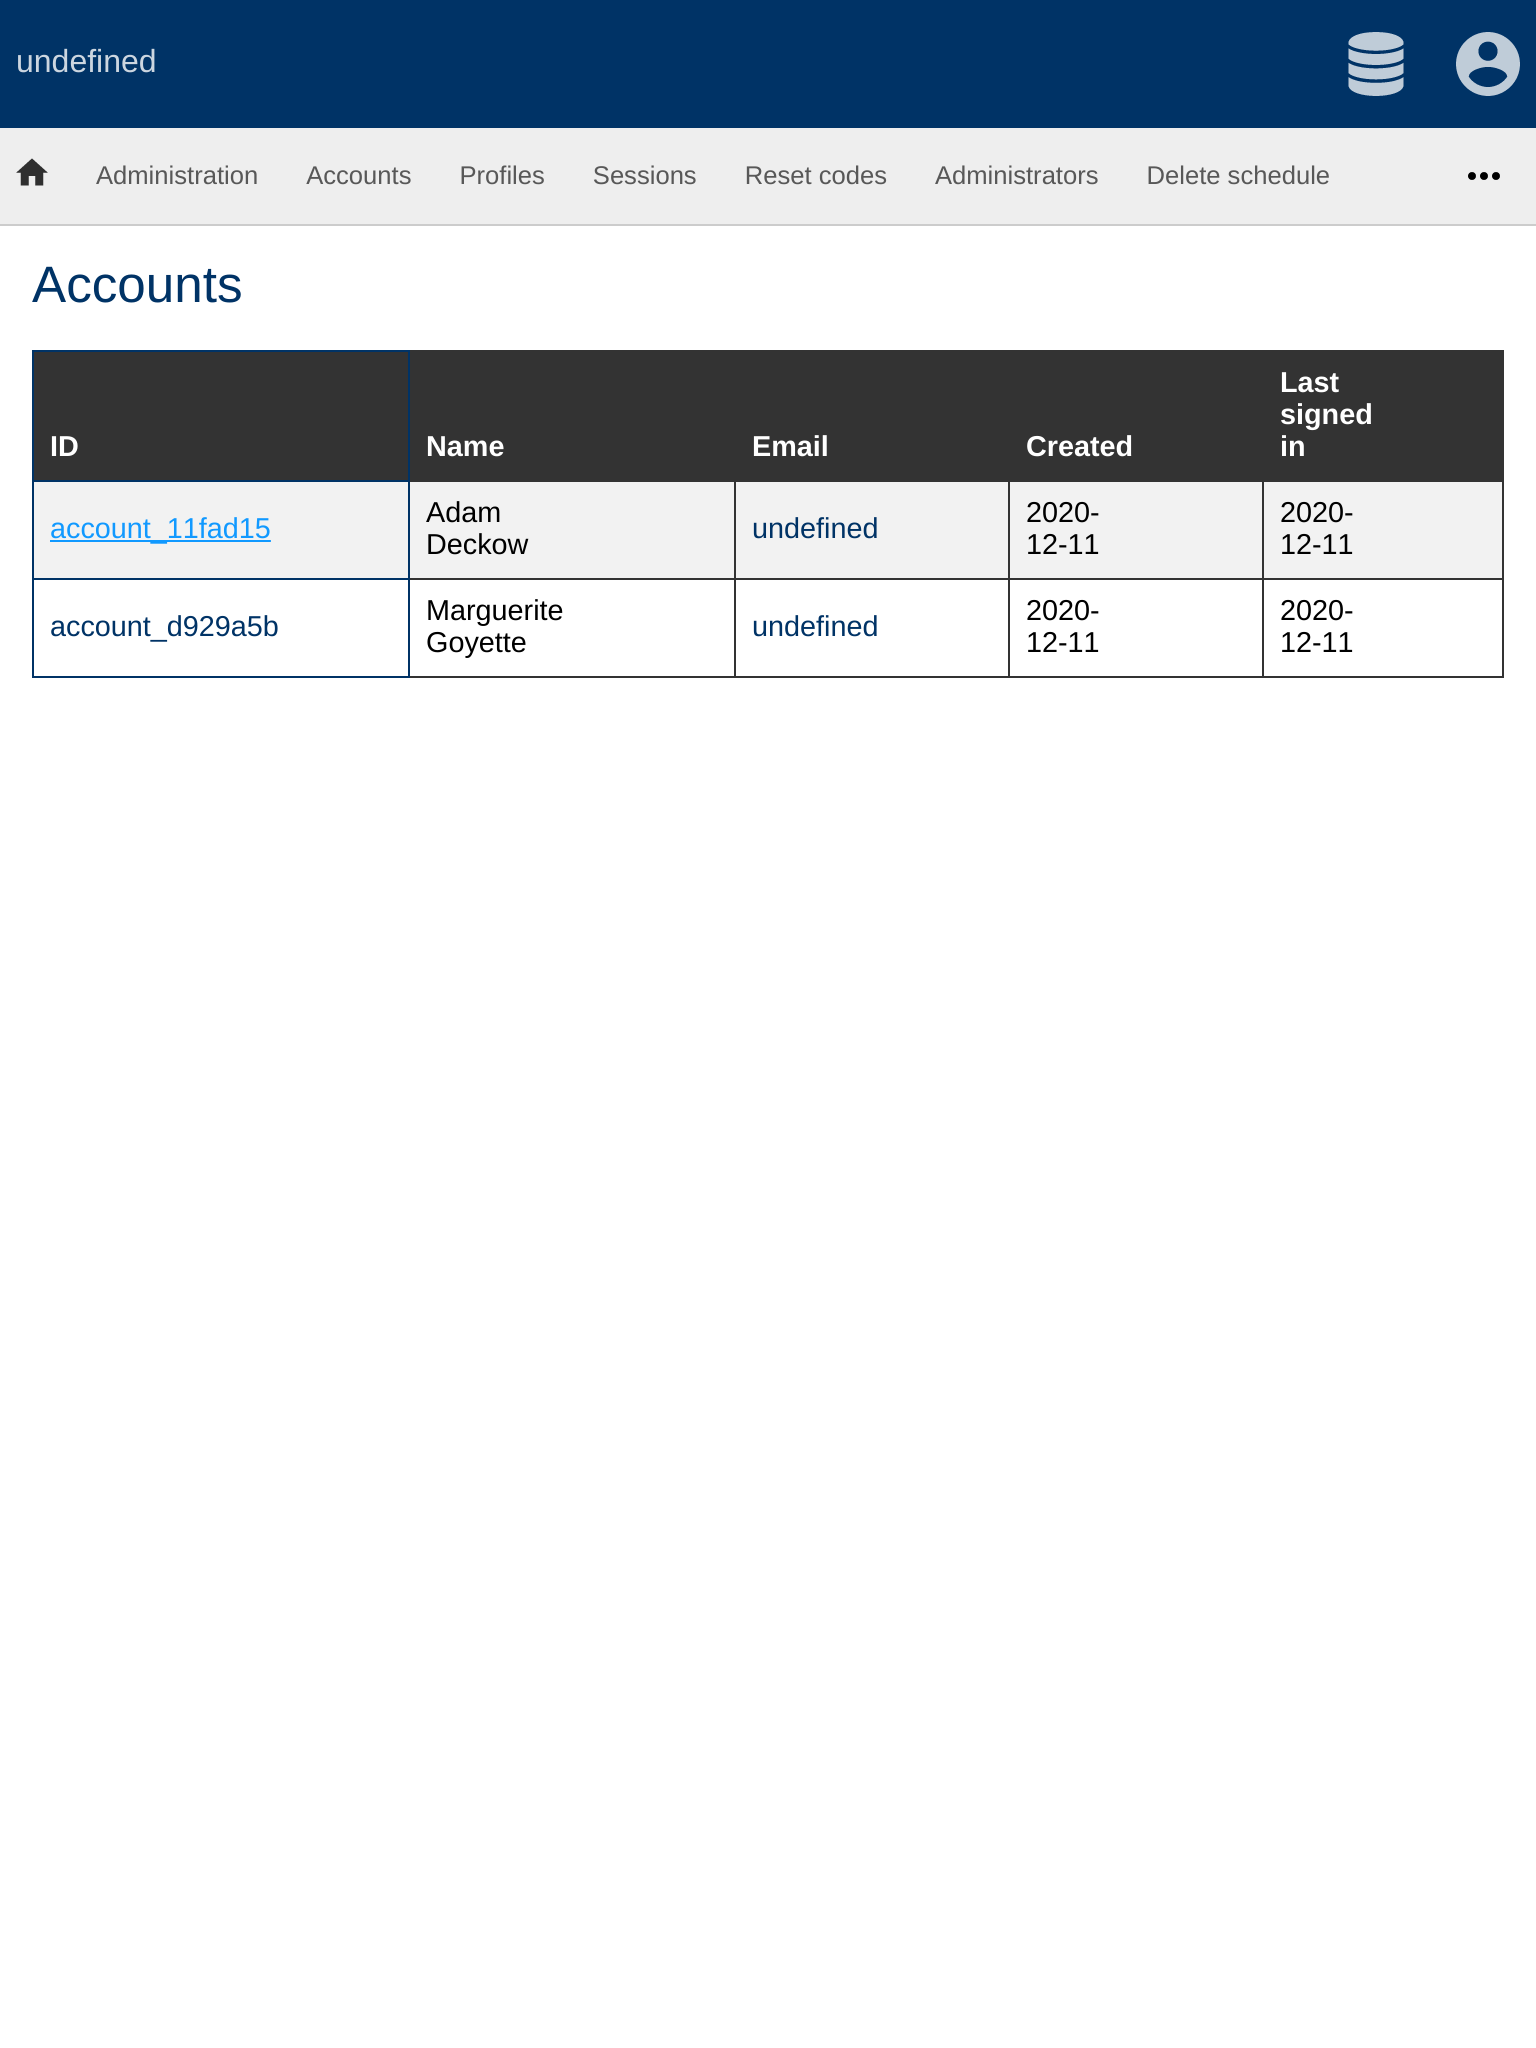 undefined
Administration Accounts Profiles Sessions Reset codes Administrators Delete schedule
Accounts
ID Name Email Created Last signed in
account_11fad15 Adam Deckow undefined 2020-12-11 2020-12-11
account_d929a5b Marguerite Goyette undefined 2020-12-11 2020-12-11